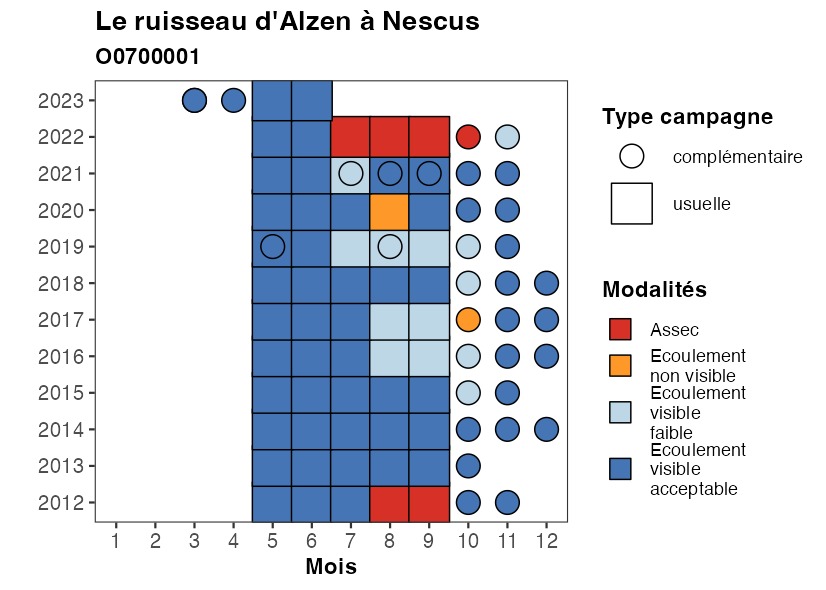 Le ruisseau d'Alzen à Nescus
O0700001
2023
2022
2021
2020
2019
2018
2017
2016
2015
2014
2013
2012
1 2 3 4 5 6 7 8 9 10 11 12
Mois
Type campagne
complémentaire
usuelle
Modalités
Assec
Ecoulement
non visible
Ecoulement
visible
faible
Ecoulement
visible
acceptable